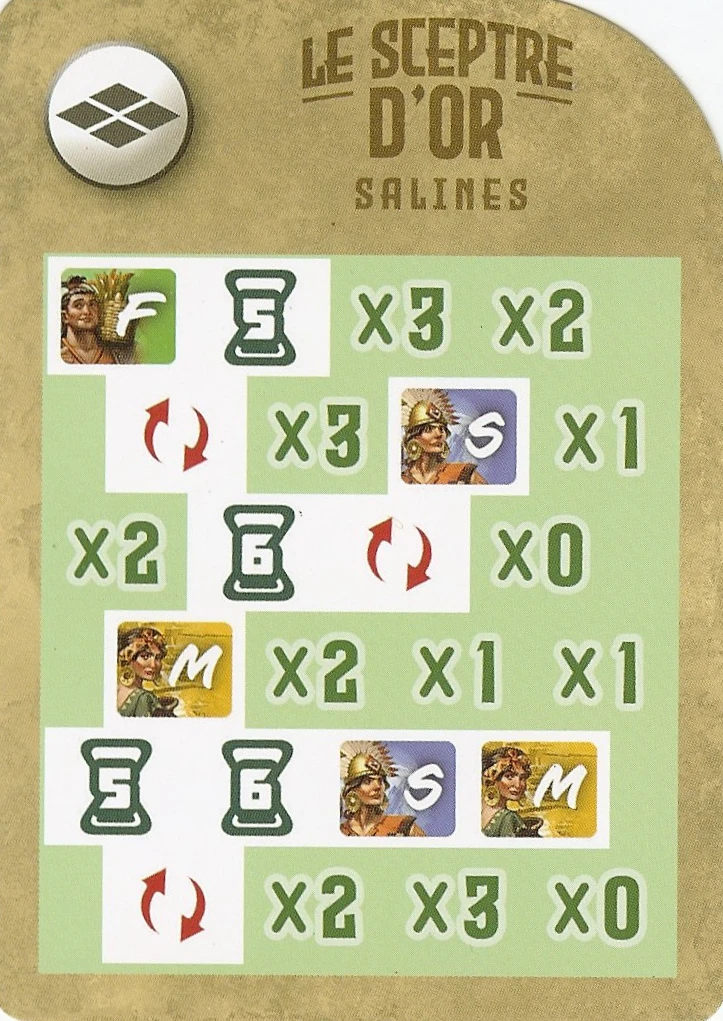 LE SCEPTRE
D'OR
SALINES
F 5 X3 X2
X3 S X1
X2 6 X0
M X2 X1 X1
5 6 S M
X2 X3 X0